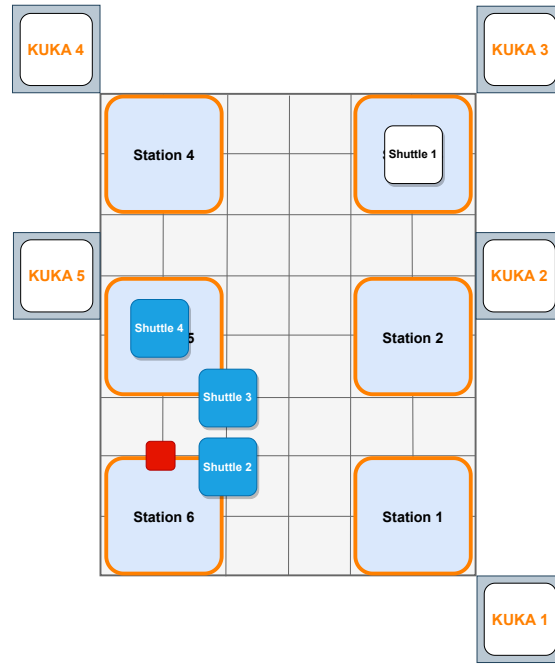 KUKA 4
KUKA 3
Station 4
Shuttle 1
KUKA 5
KUKA 2
Shuttle 4
5
Station 2
Shuttle 3
Shuttle 2
Station 6
Station 1
KUKA 1